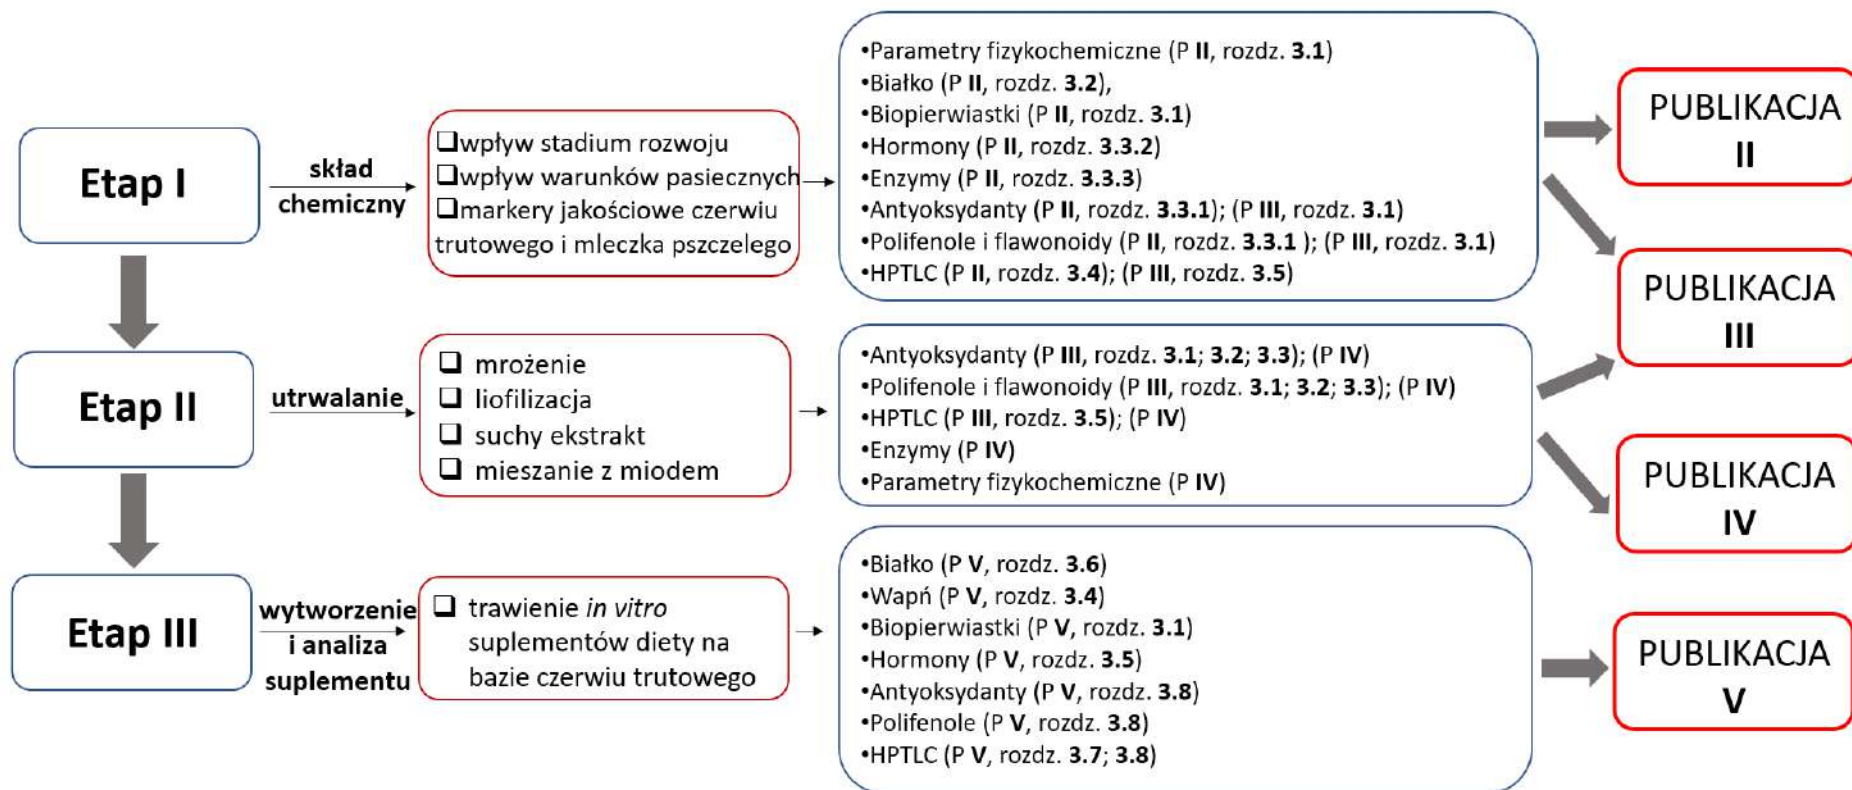 Etap I
skład
chemiczny
❑wpływ stadium rozwoju
❑wpływ warunków pasiecznych
❑markery jakościowe czerwiu
trutowego i mleczka pszczelego
•Parametry fizykochemiczne (P II, rozdz. 3.1)
•Białko (P II, rozdz. 3.2),
•Biopierwiastki (P II, rozdz. 3.1)
•Hormony (P II, rozdz. 3.3.2)
•Enzymy (P II, rozdz. 3.3.3)
•Antyoksydanty (P II, rozdz. 3.3.1); (P III, rozdz. 3.1)
•Polifenole i flawonoidy (P II, rozdz. 3.3.1 ); (P III, rozdz. 3.1)
•HPTLC (P II, rozdz. 3.4); (P III, rozdz. 3.5)
PUBLIKACJA
II
PUBLIKACJA
III
Etap II
utrwalanie
❑ mrożenie
❑ liofilizacja
❑ suchy ekstrakt
❑ mieszanie z miodem
•Antyoksydanty (P III, rozdz. 3.1; 3.2; 3.3); (P IV)
•Polifenole i flawonoidy (P III, rozdz. 3.1; 3.2; 3.3); (P IV)
•HPTLC (P III, rozdz. 3.5); (P IV)
•Enzymy (P IV)
•Parametry fizykochemiczne (P IV)
PUBLIKACJA
IV
Etap III
wytworzenie
i analiza
suplementu
❑ trawienie in vitro
suplementów diety na
bazie czerwiu trutowego
•Białko (P V, rozdz. 3.6)
•Wapń (P V, rozdz. 3.4)
•Biopierwiastki (P V, rozdz. 3.1)
•Hormony (P V, rozdz. 3.5)
•Antyoksydanty (P V, rozdz. 3.8)
•Polifenole (P V, rozdz. 3.8)
•HPTLC (P V, rozdz. 3.7; 3.8)
PUBLIKACJA
V